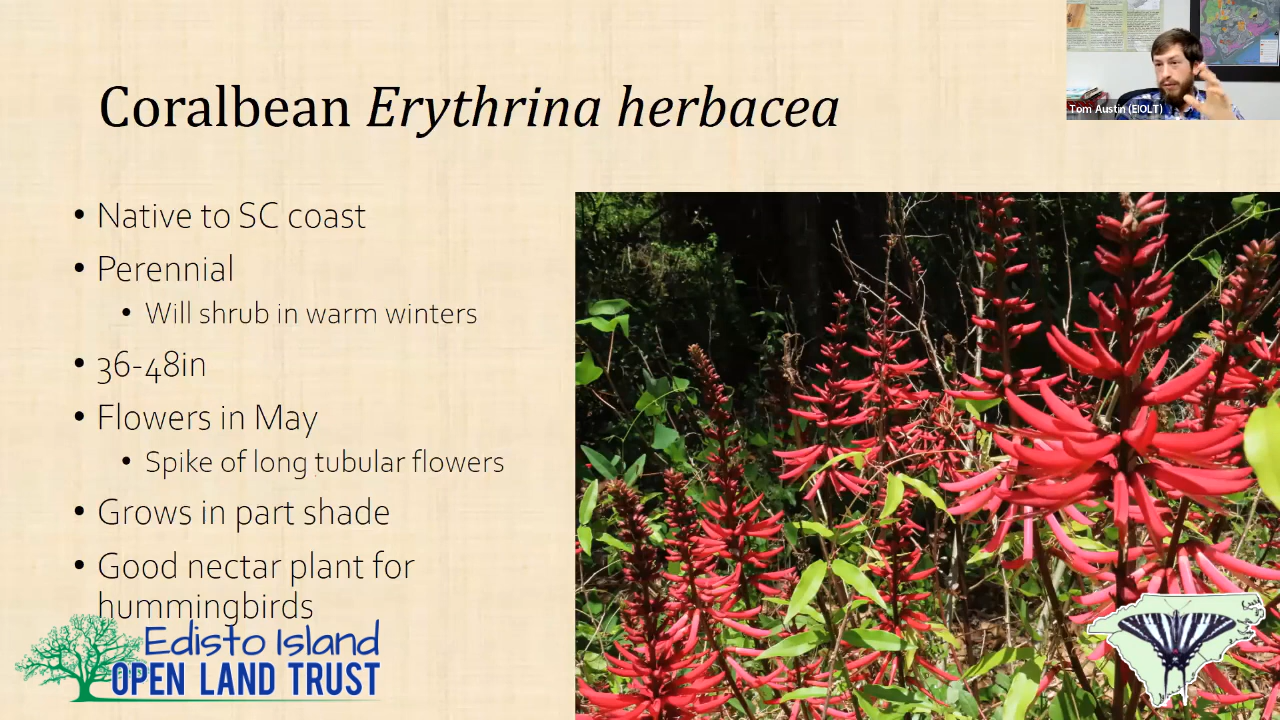 Coralbean Erythrina herbacea
Tom Austin (EIOLT)
• Native to SC coast
• Perennial
• Will shrub in warm winters
• 36-48in
• Flowers in May
• Spike of long tubular flowers
• Grows in part shade
• Good nectar plant for
hummingbirds
Edisto Island
OPEN LAND TRUST